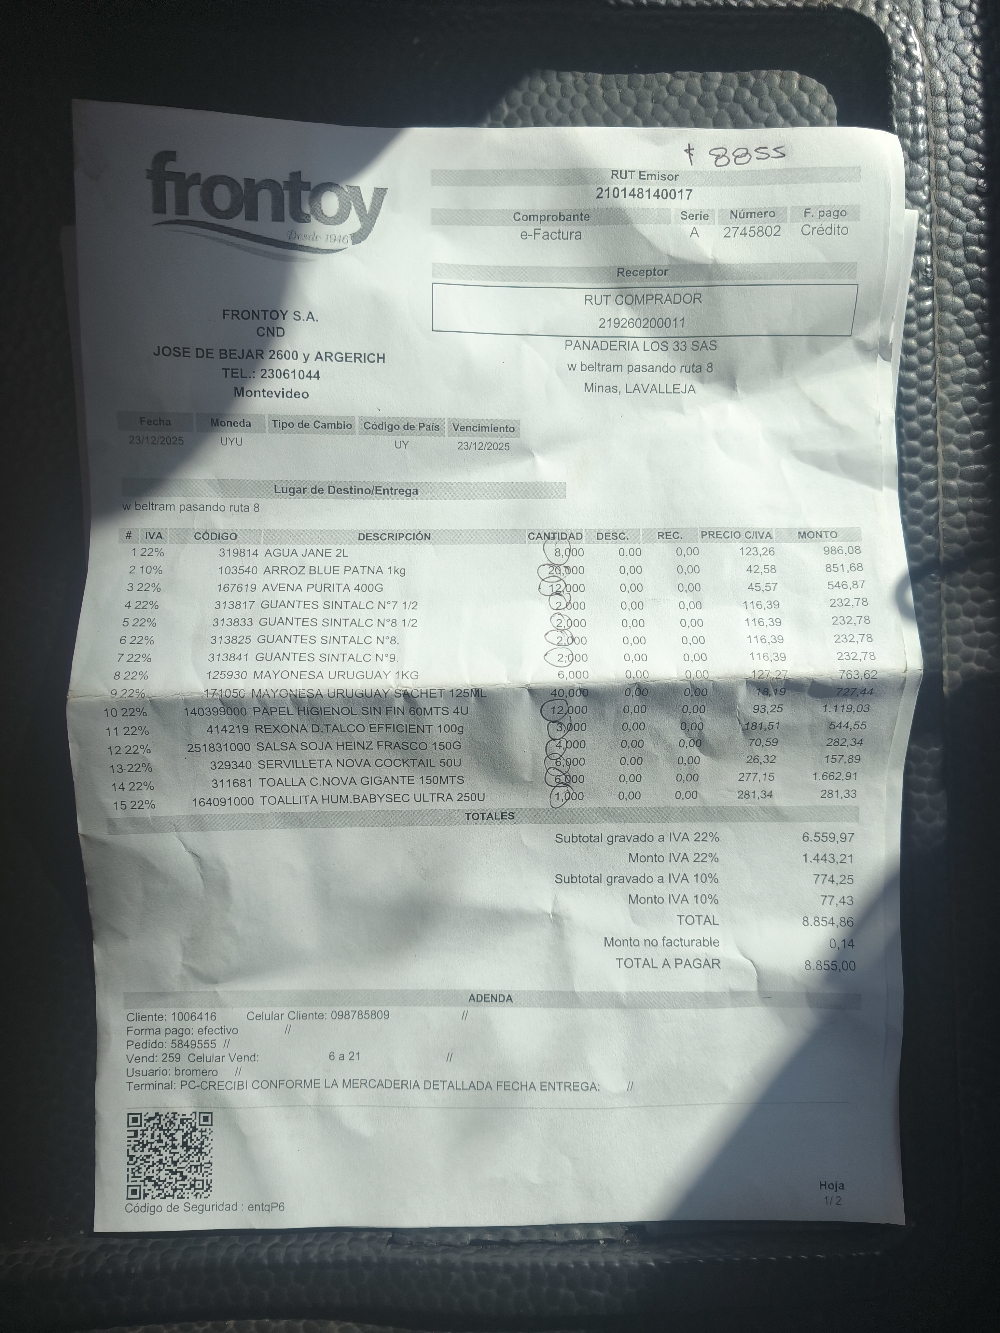 $ 8855
frontoy
Desde 1946
RUT Emisor
210148140017
Comprobante Serie Número F. pago
e-Factura A 2745802 Crédito
Receptor
RUT COMPRADOR
219260200011
FRONTOY S.A.
CND
JOSE DE BEJAR 2600 y ARGERICH
TEL.: 23061044
Montevideo
PANADERIA LOS 33 SAS
w beltram pasando ruta 8
Minas, LAVALLEJA
Fecha Moneda Tipo de Cambio Código de País Vencimiento
23/12/2025 UYU UY 23/12/2025
Lugar de Destino/Entrega
w beltram pasando ruta 8
# IVA CÓDIGO DESCRIPCIÓN CANTIDAD DESC. REC. PRECIO C/IVA MONTO
1 22% 319814 AGUA JANE 2L 8,000 0,00 0,00 123,26 986,08
2 10% 103540 ARROZ BLUE PATNA 1kg 20,000 0,00 0,00 42,58 851,68
3 22% 167619 AVENA PURITA 400G 12,000 0,00 0,00 45,57 546,87
4 22% 313817 GUANTES SINTALC N°7 1/2 2,000 0,00 0,00 116,39 232,78
5 22% 313833 GUANTES SINTALC N°8 1/2 2,000 0,00 0,00 116,39 232,78
6 22% 313825 GUANTES SINTALC N°8. 2,000 0,00 0,00 116,39 232,78
7 22% 313841 GUANTES SINTALC N°9. 2,000 0,00 0,00 116,39 232,78
8 22% 125930 MAYONESA URUGUAY 1KG 6,000 0,00 0,00 127,27 763,62
9 22% 171050 MAYONESA URUGUAY SACHET 125ML 40,000 0,00 0,00 18,19 727,44
10 22% 140399000 PAPEL HIGIENOL SIN FIN 60MTS 4U 12,000 0,00 0,00 93,25 1.119,03
11 22% 414219 REXONA D.TALCO EFFICIENT 100g 3,000 0,00 0,00 181,51 544,55
12 22% 251831000 SALSA SOJA HEINZ FRASCO 150G 4,000 0,00 0,00 70,59 282,34
13 22% 329340 SERVILLETA NOVA COCKTAIL 50U 6,000 0,00 0,00 26,32 157,89
14 22% 311681 TOALLA C.NOVA GIGANTE 150MTS 6,000 0,00 0,00 277,15 1.662,91
15 22% 164091000 TOALLITA HUM.BABYSEC ULTRA 250U 1,000 0,00 0,00 281,34 281,33
TOTALES
Subtotal gravado a IVA 22% 6.559,97
Monto IVA 22% 1.443,21
Subtotal gravado a IVA 10% 774,25
Monto IVA 10% 77,43
TOTAL 8.854,86
Monto no facturable 0,14
TOTAL A PAGAR 8.855,00
ADENDA
Cliente: 1006416 Celular Cliente: 098785809 //
Forma pago: efectivo //
Pedido: 5849555 //
Vend: 259 Celular Vend: 6 a 21 //
Usuario: bromero //
Terminal: PC-CRECIBI CONFORME LA MERCADERIA DETALLADA FECHA ENTREGA: //
Código de Seguridad : entqP6
Hoja
1/2